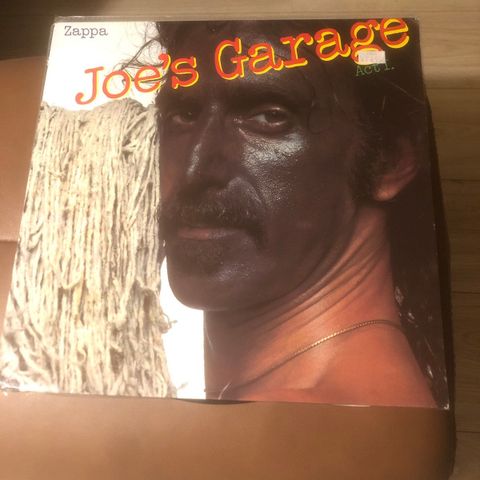 Zappa
Joe's Garage
Act I.